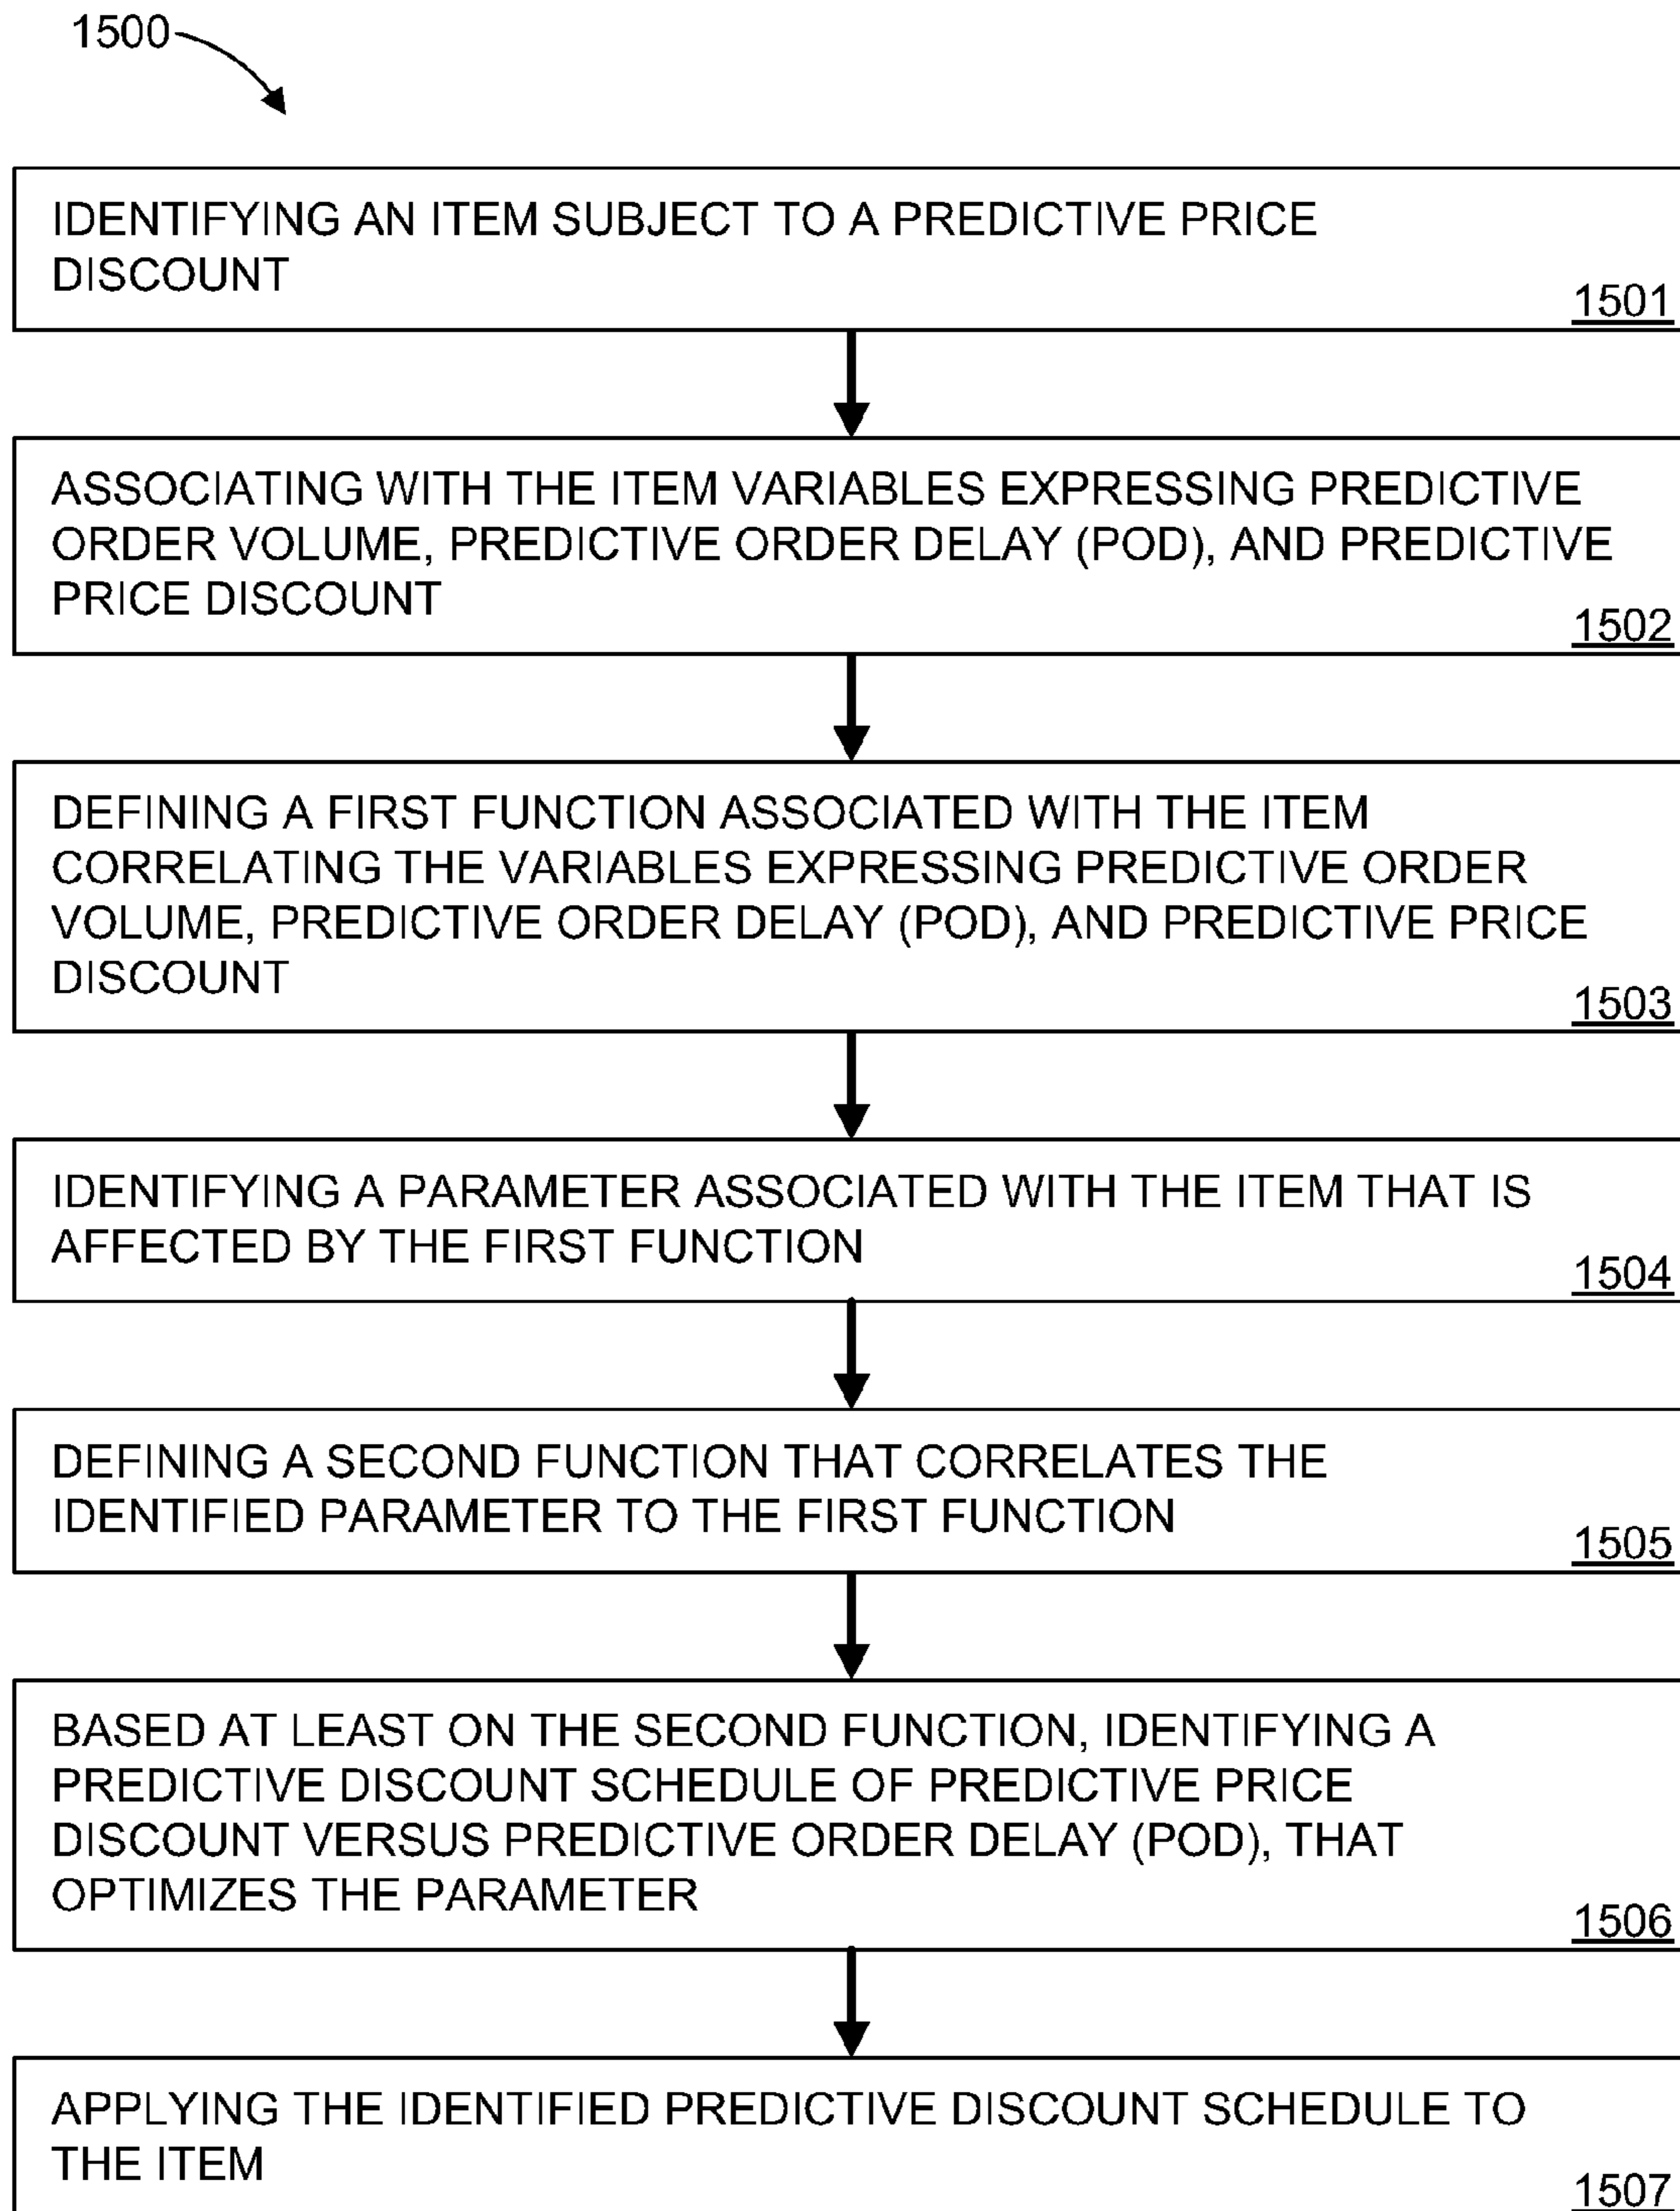 1500
IDENTIFYING AN ITEM SUBJECT TO A PREDICTIVE PRICE
DISCOUNT
1501
ASSOCIATING WITH THE ITEM VARIABLES EXPRESSING PREDICTIVE
ORDER VOLUME, PREDICTIVE ORDER DELAY (POD), AND PREDICTIVE
PRICE DISCOUNT
1502
DEFINING A FIRST FUNCTION ASSOCIATED WITH THE ITEM
CORRELATING THE VARIABLES EXPRESSING PREDICTIVE ORDER
VOLUME, PREDICTIVE ORDER DELAY (POD), AND PREDICTIVE PRICE
DISCOUNT
1503
IDENTIFYING A PARAMETER ASSOCIATED WITH THE ITEM THAT IS
AFFECTED BY THE FIRST FUNCTION
1504
DEFINING A SECOND FUNCTION THAT CORRELATES THE
IDENTIFIED PARAMETER TO THE FIRST FUNCTION
1505
BASED AT LEAST ON THE SECOND FUNCTION, IDENTIFYING A
PREDICTIVE DISCOUNT SCHEDULE OF PREDICTIVE PRICE
DISCOUNT VERSUS PREDICTIVE ORDER DELAY (POD), THAT
OPTIMIZES THE PARAMETER
1506
APPLYING THE IDENTIFIED PREDICTIVE DISCOUNT SCHEDULE TO
THE ITEM
1507